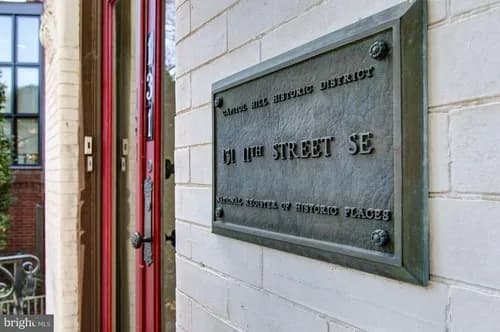 CAPITOL HILL HISTORIC DISTRICT
131 11TH STREET SE
NATIONAL REGISTER OF HISTORIC PLACES
131
bright MLS